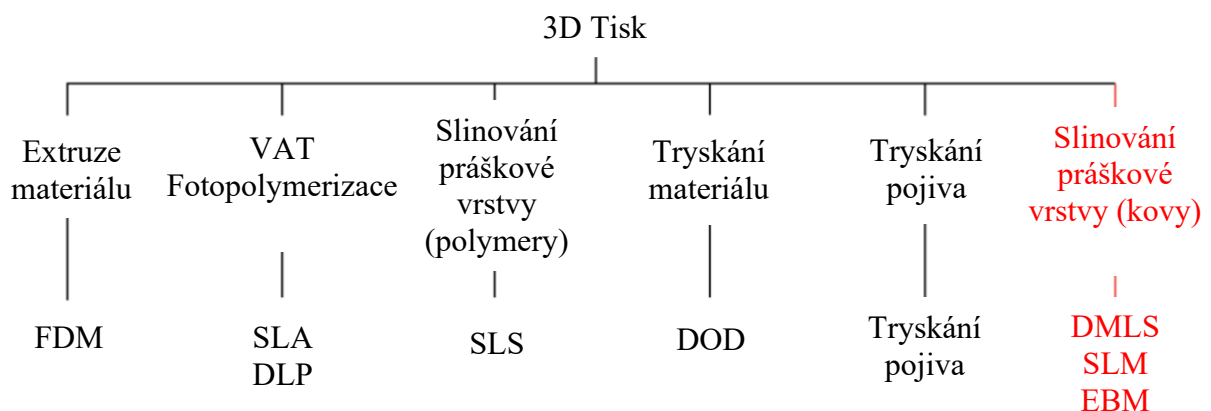 3D Tisk
Extruze
materiálu
VAT
Fotopolymerizace
Slinování
práškové
vrstvy
(polymery)
Tryskání
materiálu
Tryskání
pojiva
Slinování
práškové
vrstvy (kovy)
FDM
SLA
DLP
SLS
DOD
Tryskání
pojiva
DMLS
SLM
EBM